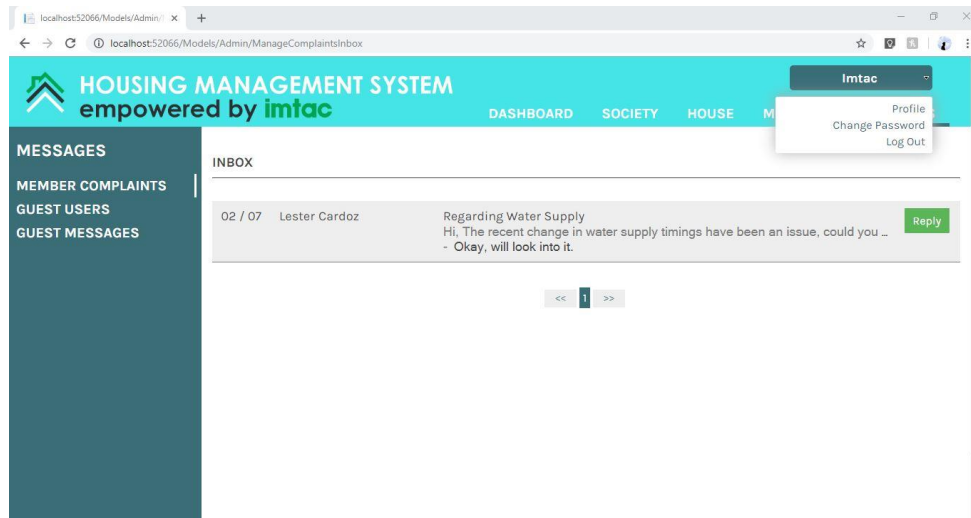 localhost:52066/Models/Admin/
localhost:52066/Models/Admin/ManageComplaintsInbox
HOUSING MANAGEMENT SYSTEM
empowered by imtac
Imtac
DASHBOARD SOCIETY HOUSE M
Profile
Change Password
Log Out
MESSAGES
MEMBER COMPLAINTS
GUEST USERS
GUEST MESSAGES
INBOX
02 / 07 Lester Cardoz Regarding Water Supply Reply
Hi, The recent change in water supply timings have been an issue, could you ...
- Okay, will look into it.
<< 1 >>